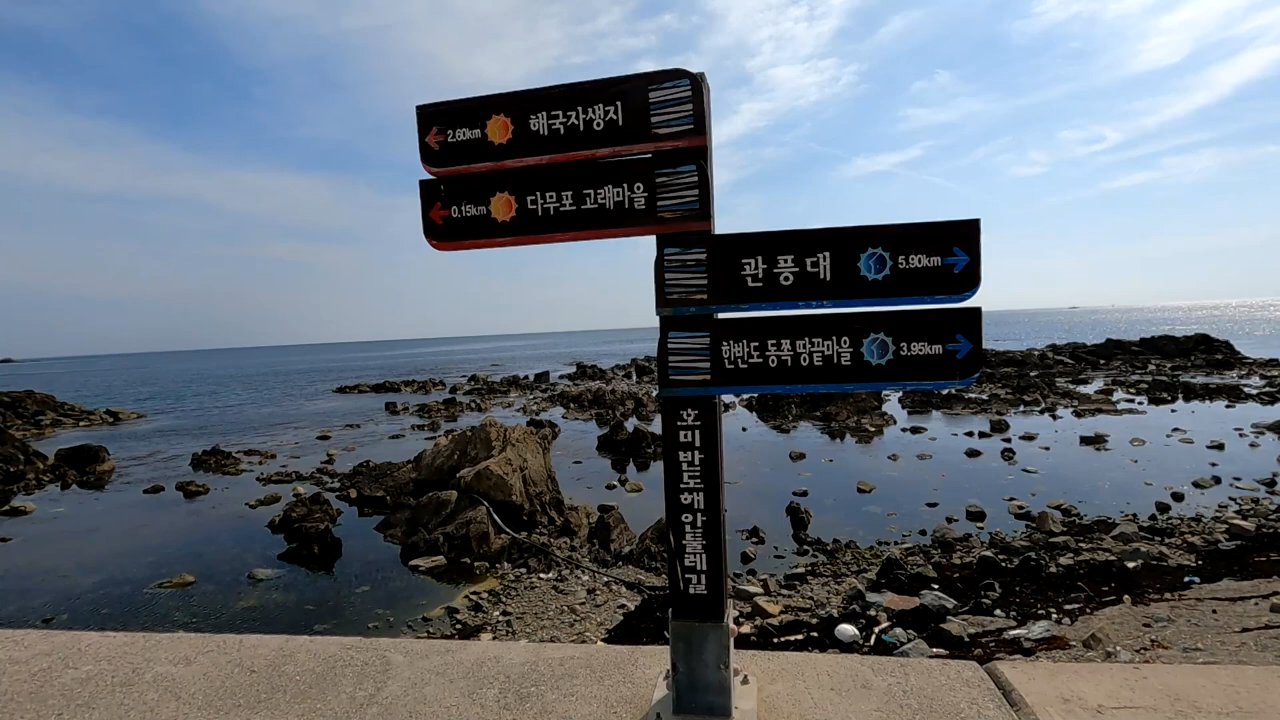 2.60km 해국자생지
0.15km 다무포 고래마을
관풍대 5.90km
한반도 동쪽 땅끝마을 3.95km
호미반도해안둘레길